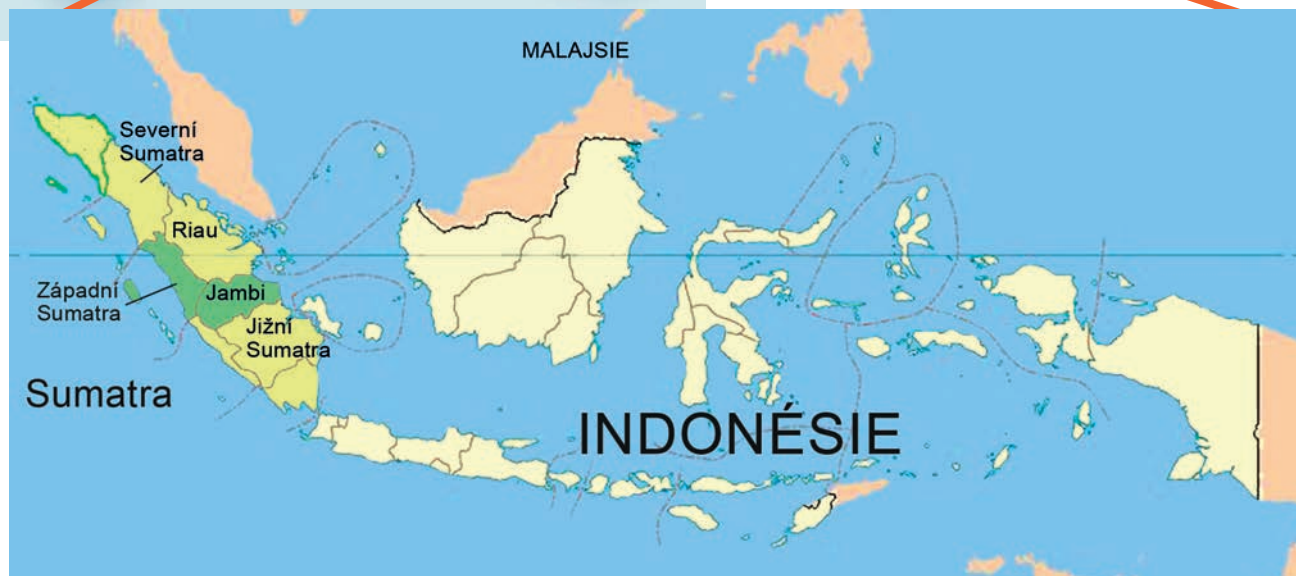 MALAJSIE
Severní
Sumatra
Riau
Západní
Sumatra
Jambi
Jižní
Sumatra
Sumatra
INDONÉSIE